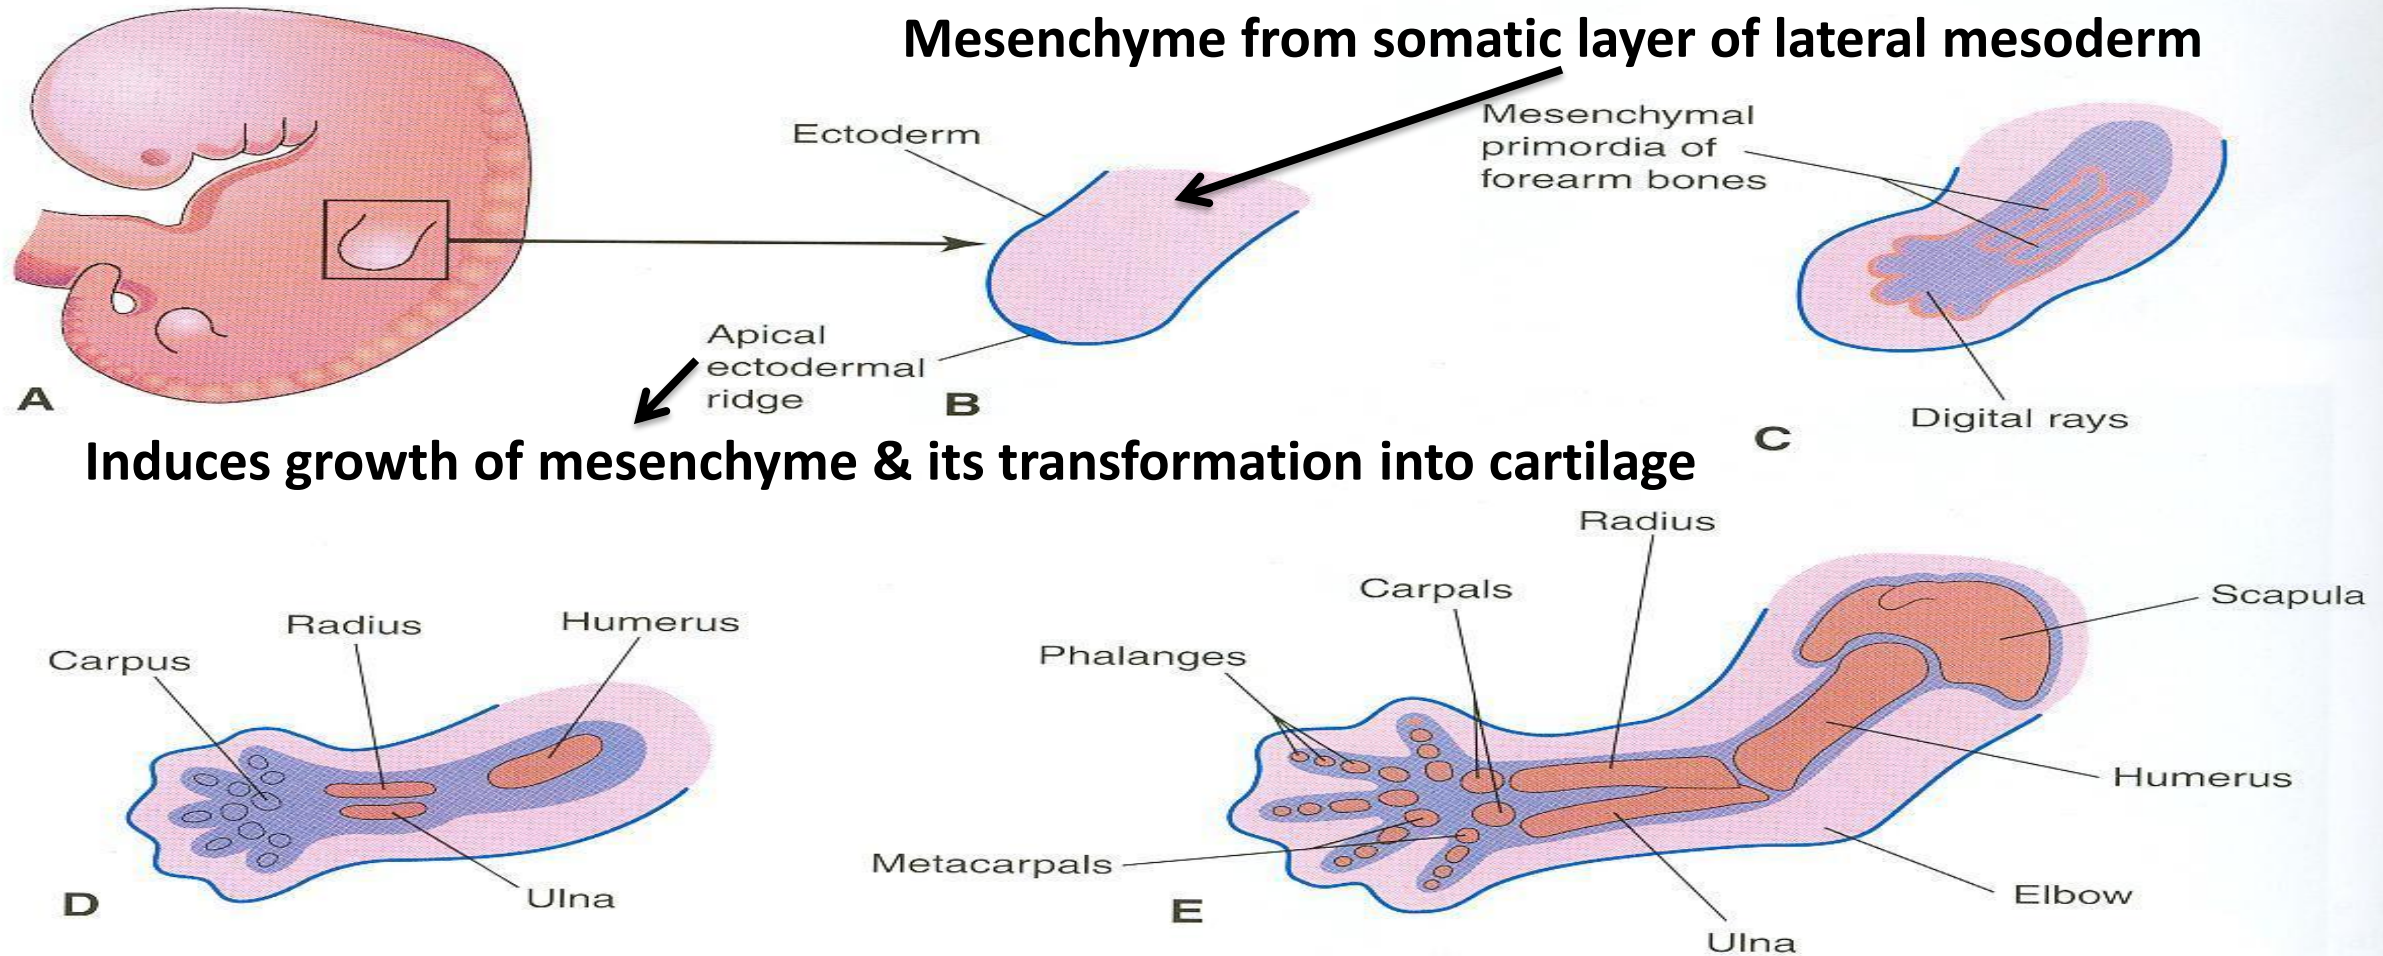 Mesenchyme from somatic layer of lateral mesoderm
Ectoderm
Mesenchymal
primordia of
forearm bones
Apical
ectodermal
ridge
A
B
C
Digital rays
Induces growth of mesenchyme & its transformation into cartilage
Carpus
Radius
Humerus
Ulna
D
Radius
Carpals
Phalanges
Scapula
Humerus
Metacarpals
Elbow
Ulna
E